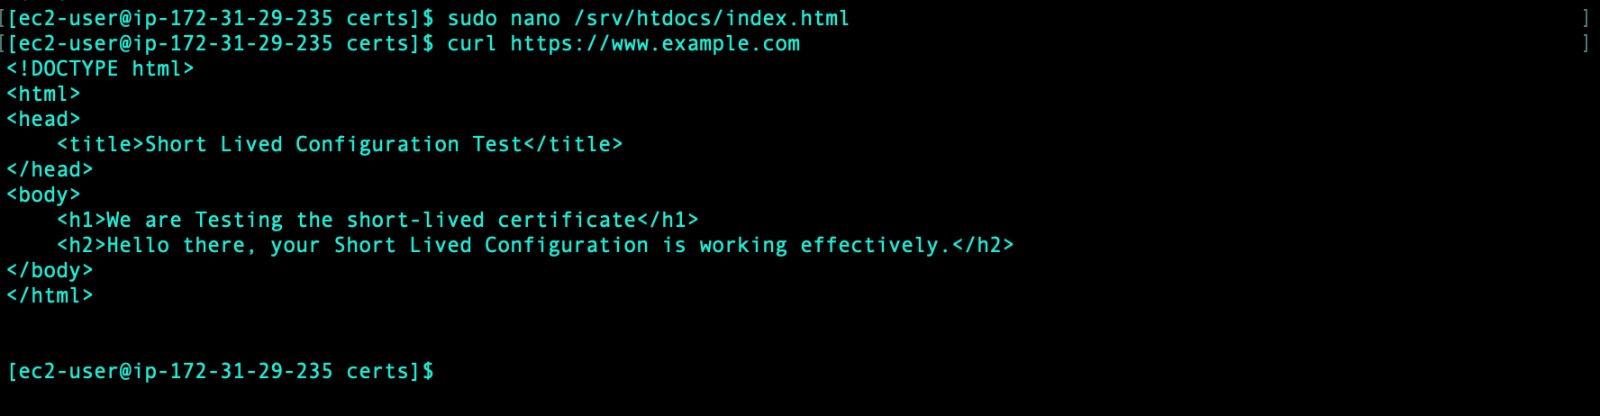 [[ec2-user@ip-172-31-29-235 certs]$ sudo nano /srv/htdocs/index.html ]
[[ec2-user@ip-172-31-29-235 certs]$ curl https://www.example.com ]
<!DOCTYPE html>
<html>
<head>
    <title>Short Lived Configuration Test</title>
</head>
<body>
    <h1>We are Testing the short-lived certificate</h1>
    <h2>Hello there, your Short Lived Configuration is working effectively.</h2>
</body>
</html>
[ec2-user@ip-172-31-29-235 certs]$